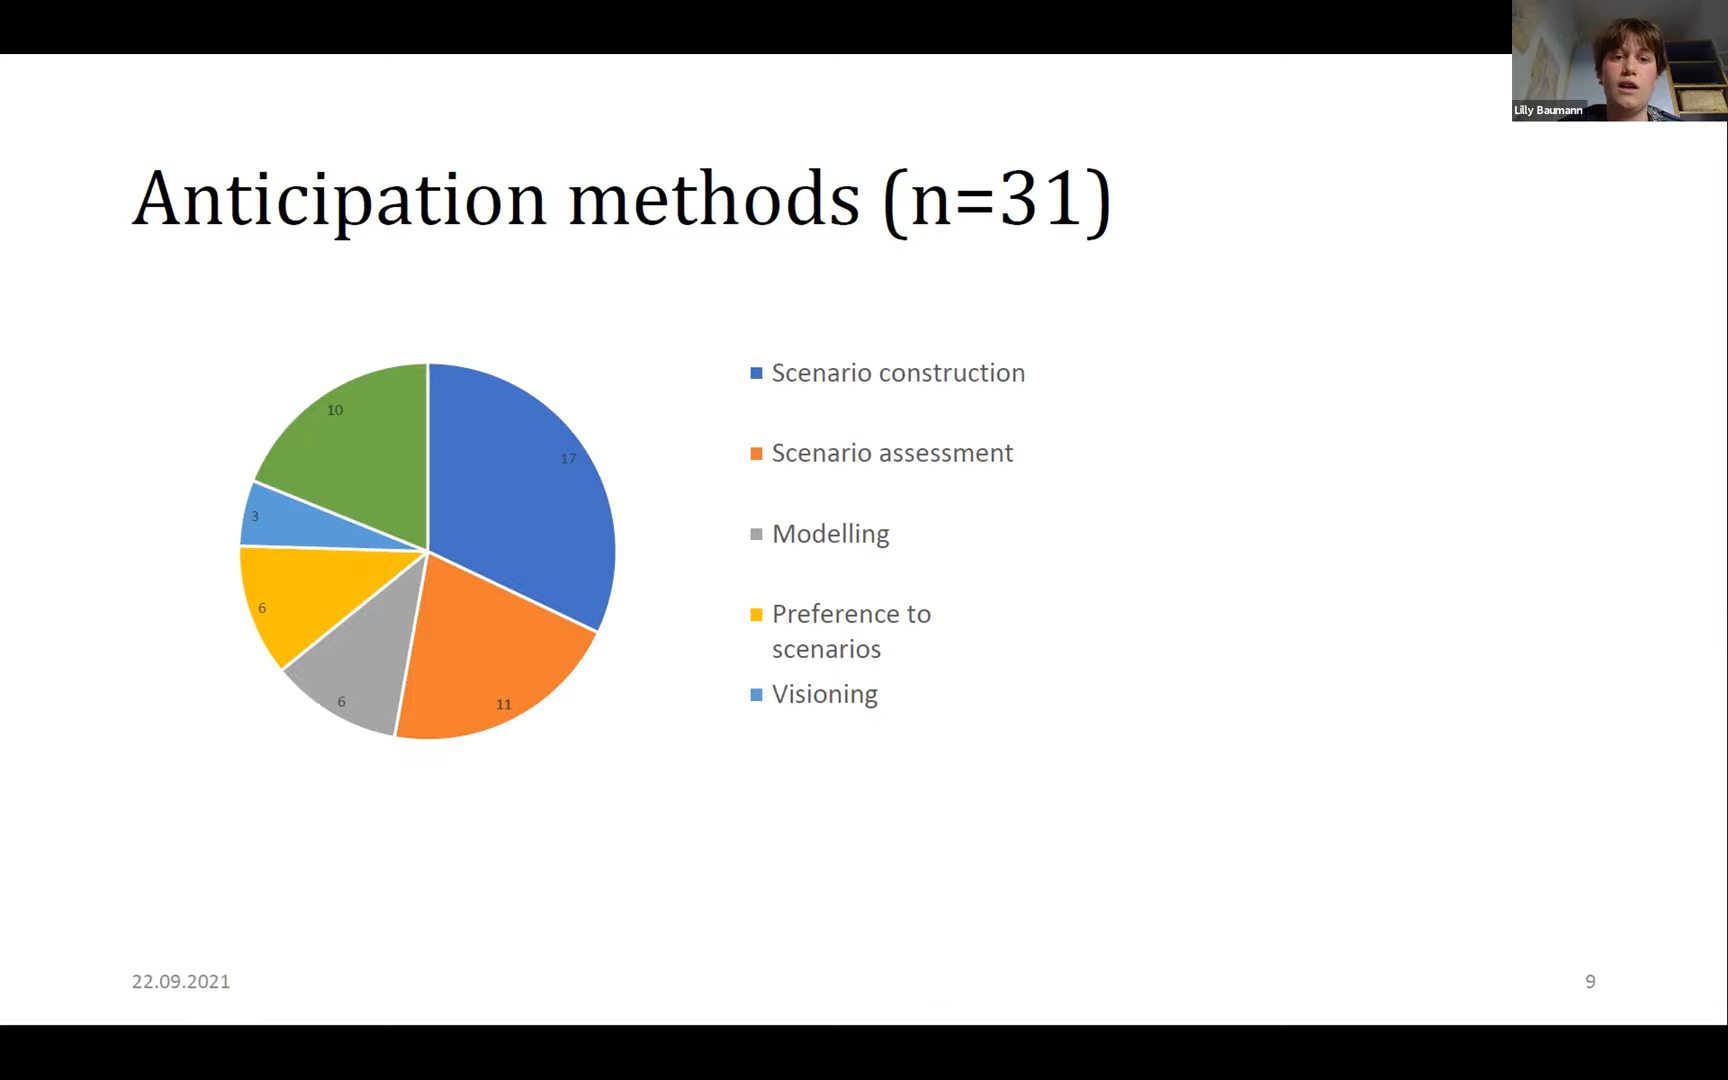 Lilly Baumann
Anticipation methods (n=31)
10
17
3
6
6
11
Scenario construction
Scenario assessment
Modelling
Preference to
scenarios
Visioning
22.09.2021
9